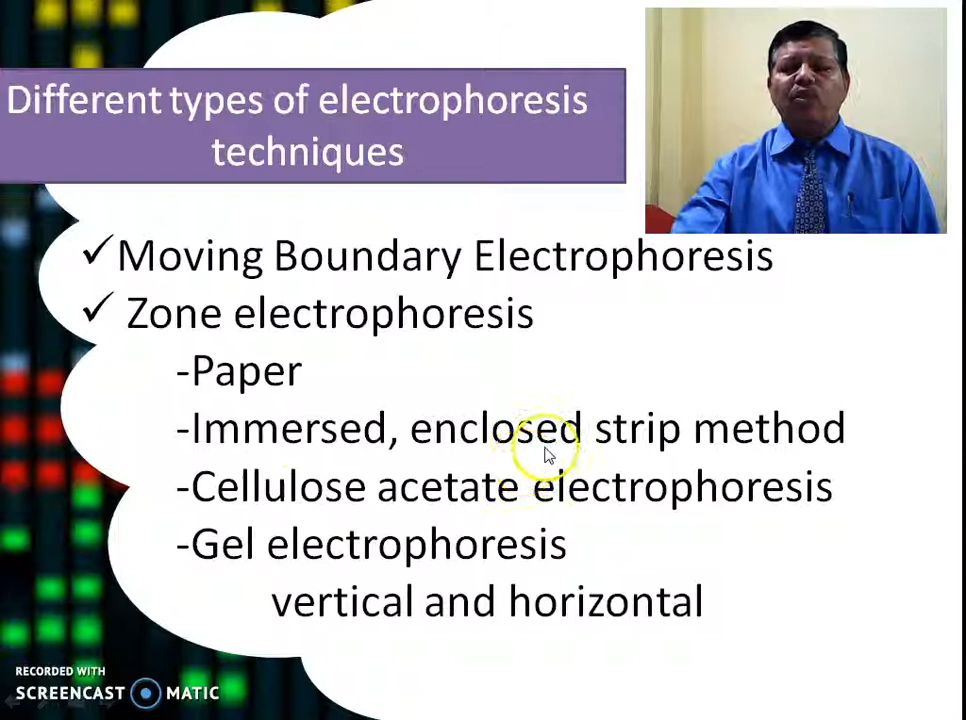 Different types of electrophoresis
techniques
✓Moving Boundary Electrophoresis
✓ Zone electrophoresis
-Paper
-Immersed, enclosed strip method
-Cellulose acetate electrophoresis
-Gel electrophoresis
vertical and horizontal
RECORDED WITH
SCREENCAST MATIC